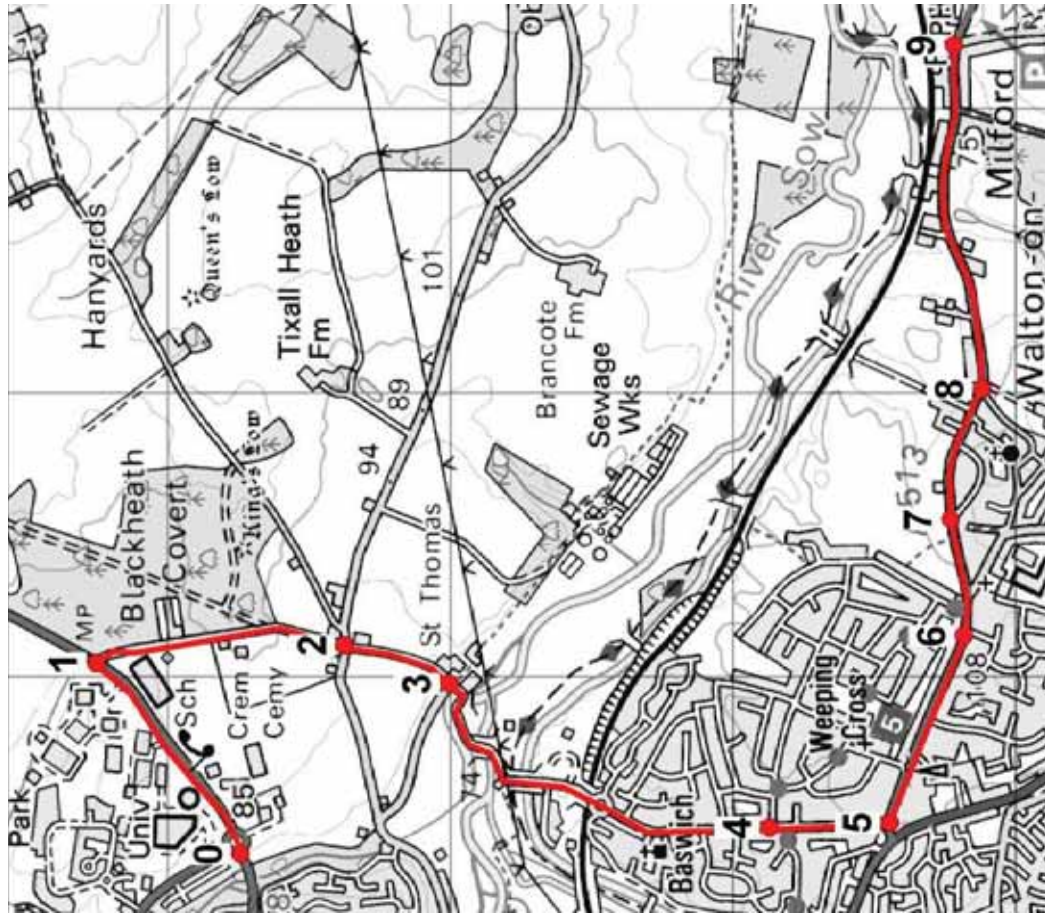 Hanyards
Queen's Low
Tixall Heath
Fm
101
89
94
Brancote
Fm
Sewage
Wks
River Sow
9
PH
Milford
75
Walton-on-
P
8
7
513
6
108
5
5
Weeping
Cross
4
Baswich
74
3
St Thomas
2
King's Low
Blackheath
Covert
MP
1
Sch
Crem
Cemy
85
0
Univ
Park